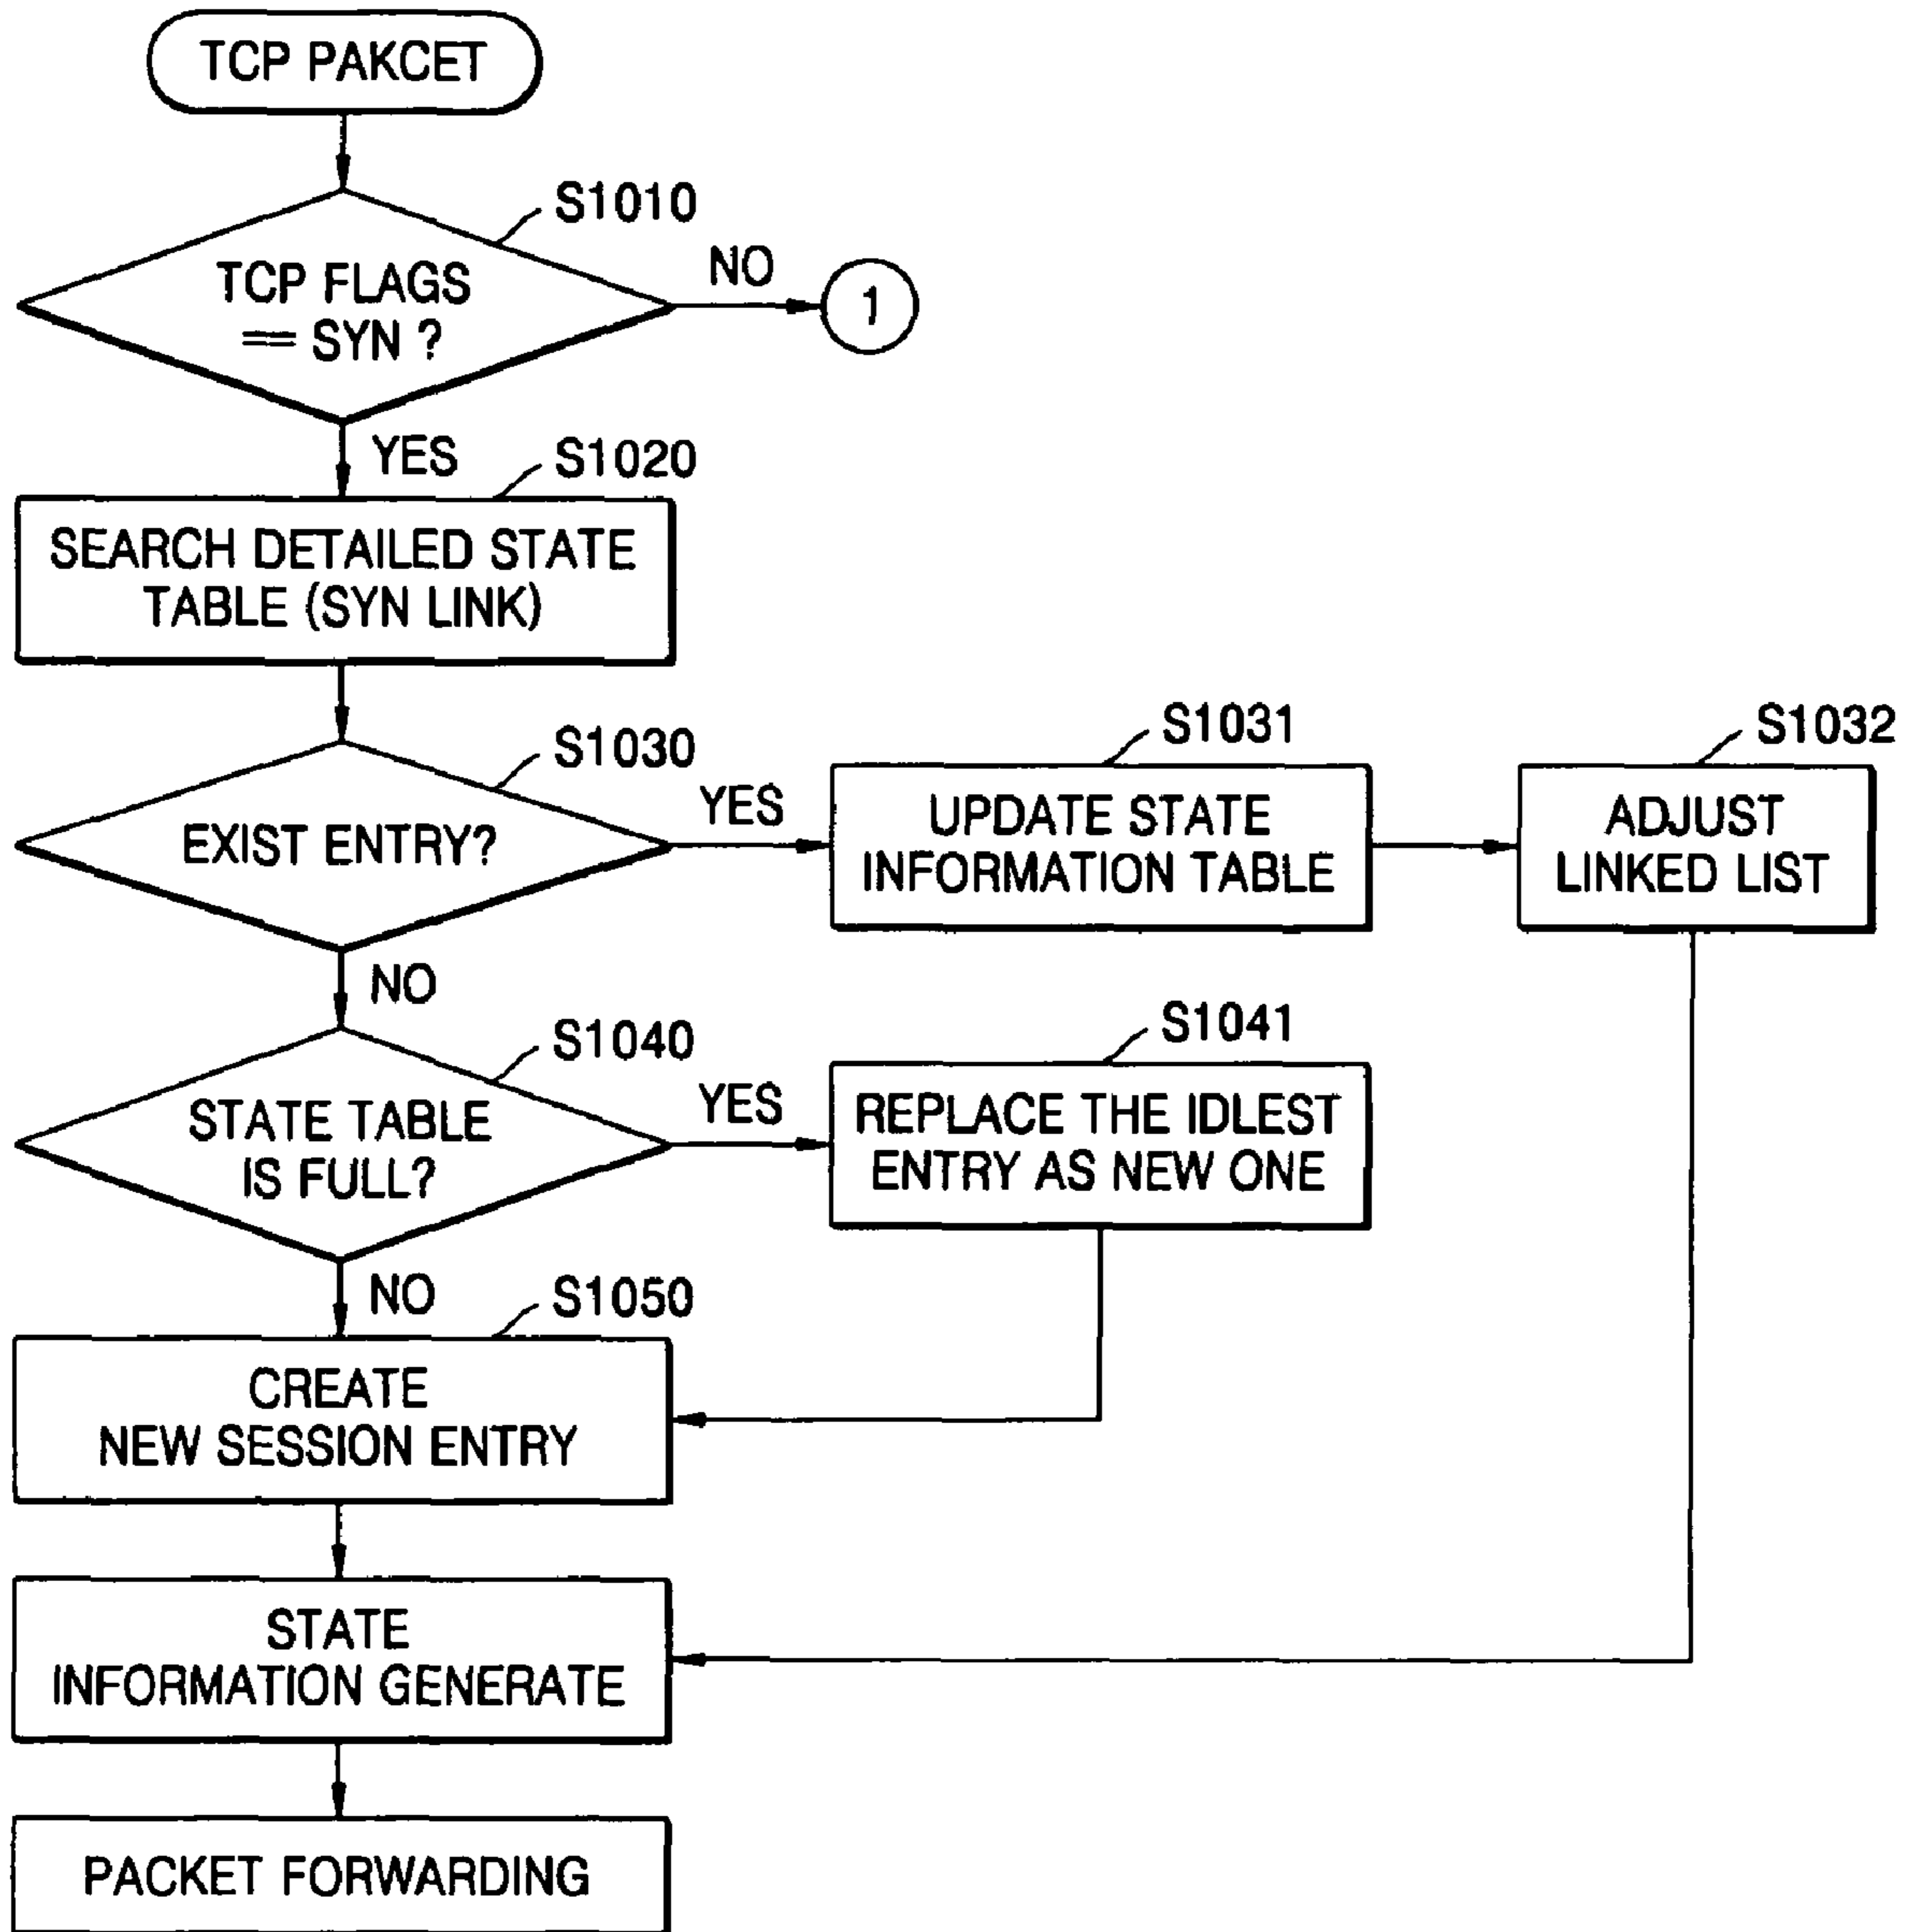 TCP PAKCET
S1010
TCP FLAGS
== SYN ?
NO
1
YES
S1020
SEARCH DETAILED STATE
TABLE (SYN LINK)
S1030
EXIST ENTRY?
YES
S1031
UPDATE STATE
INFORMATION TABLE
S1032
ADJUST
LINKED LIST
NO
S1040
STATE TABLE
IS FULL?
YES
S1041
REPLACE THE IDLEST
ENTRY AS NEW ONE
NO
S1050
CREATE
NEW SESSION ENTRY
STATE
INFORMATION GENERATE
PACKET FORWARDING